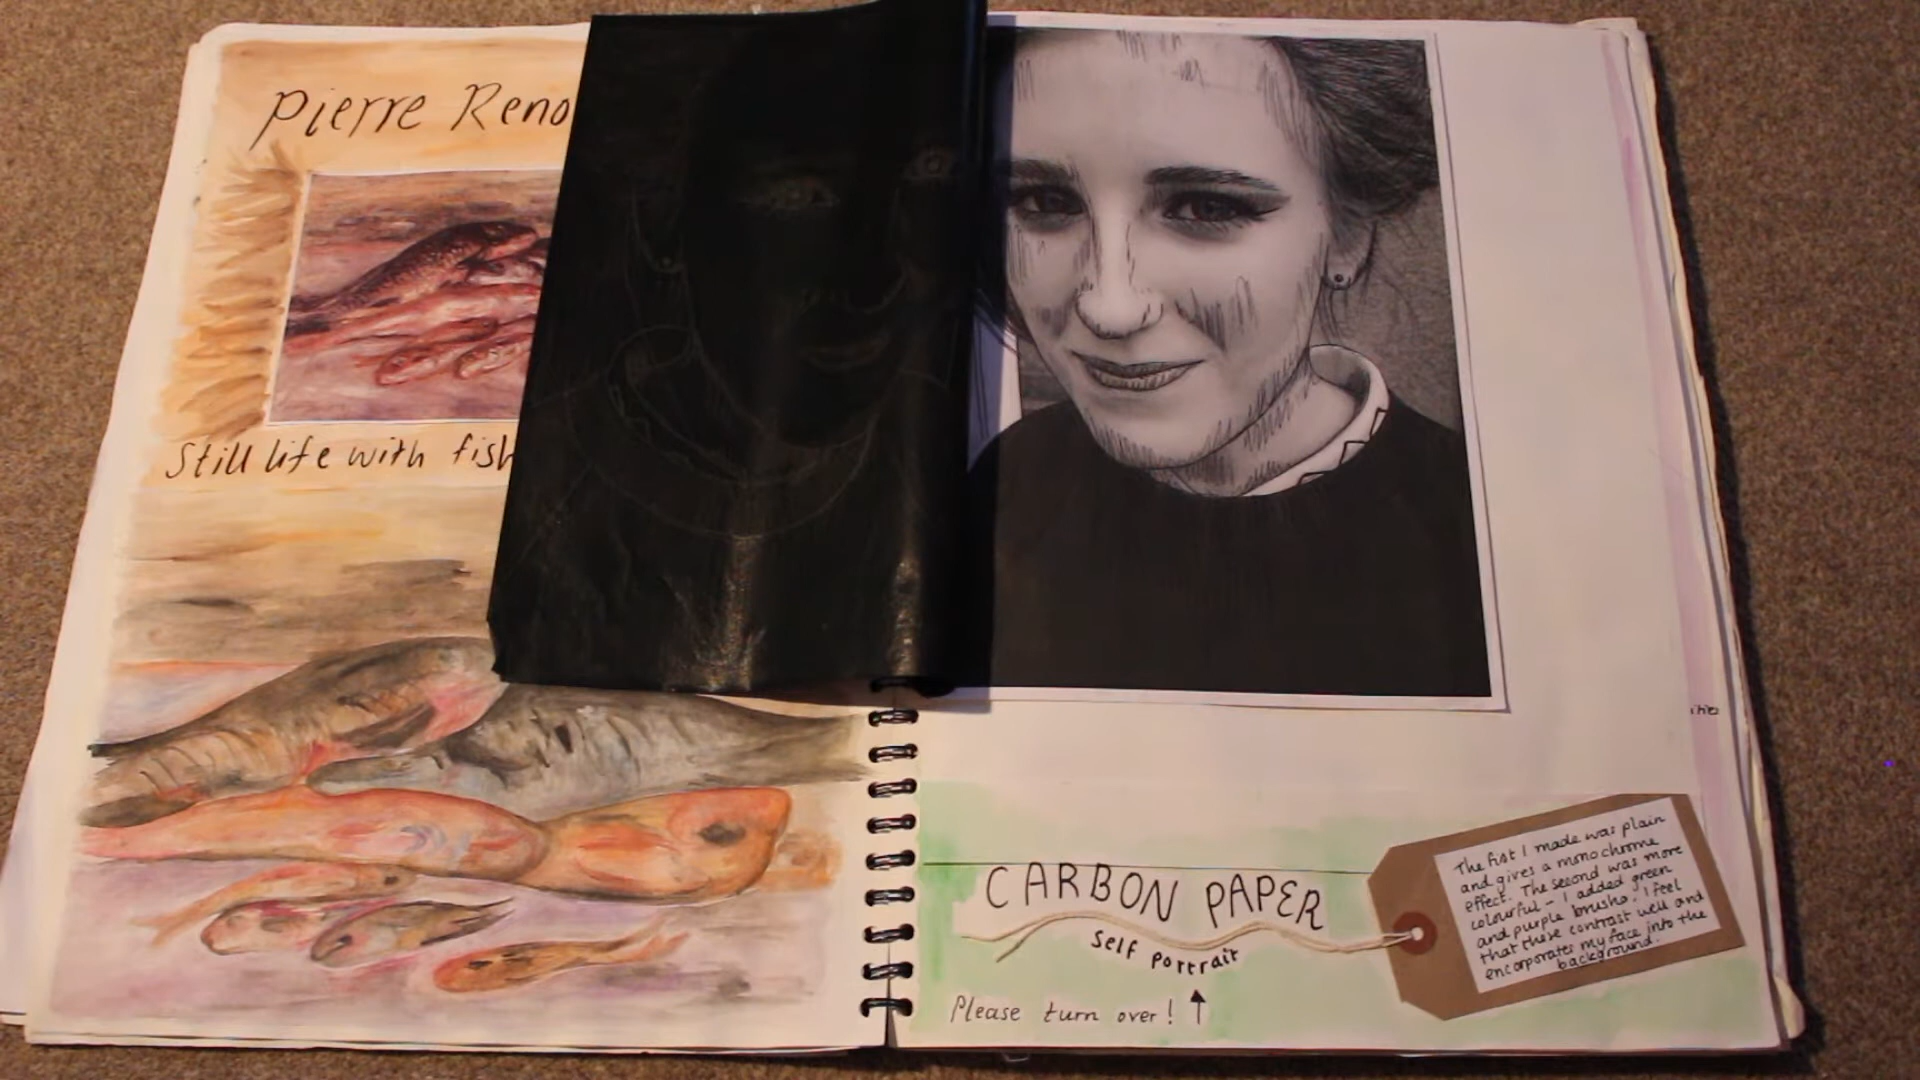 Pierre Reno
Still life with fish
CARBON PAPER
Self portrait
Please turn over!
The fist I made was plain
and gives a monochrome
effect. The second was more
colourful - I added green
and purple brusho. I feel
that these contrast well and
encorporates my face into the
background.